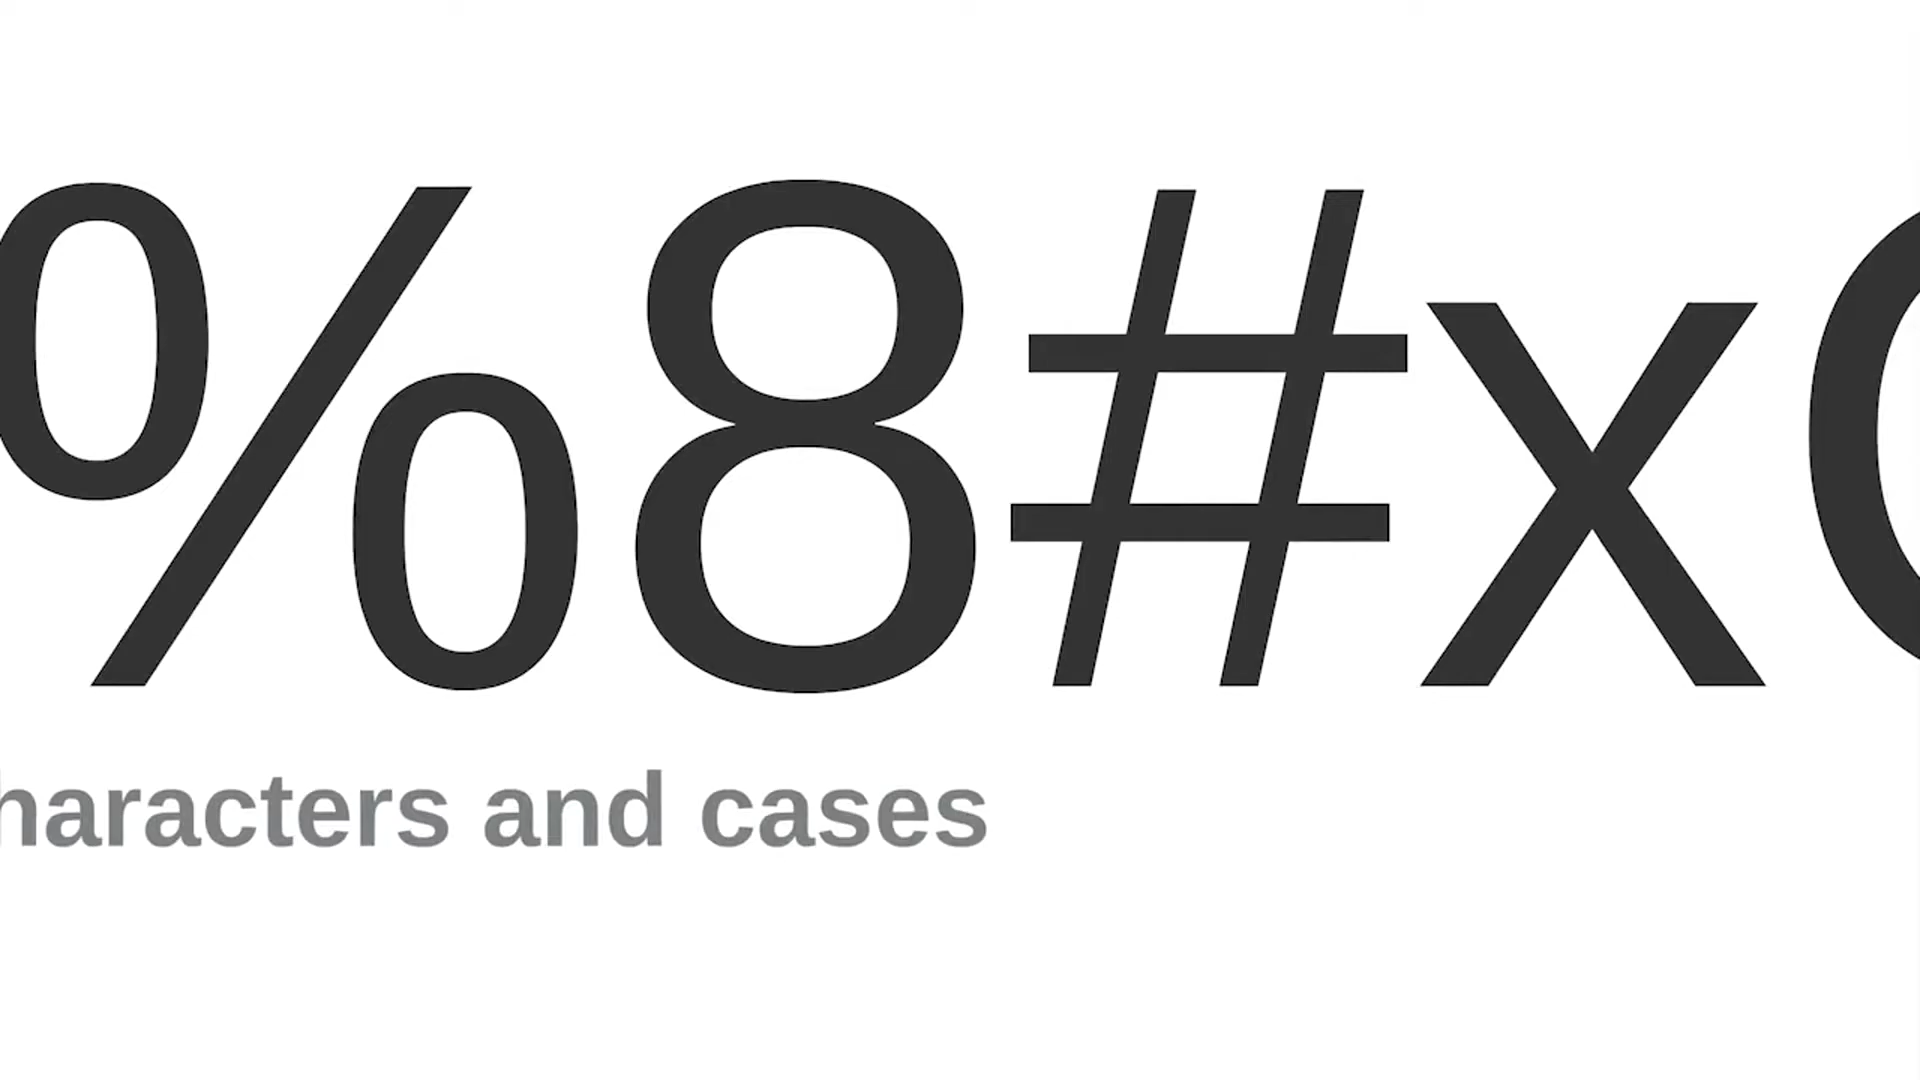 %8#x
haracters and cases